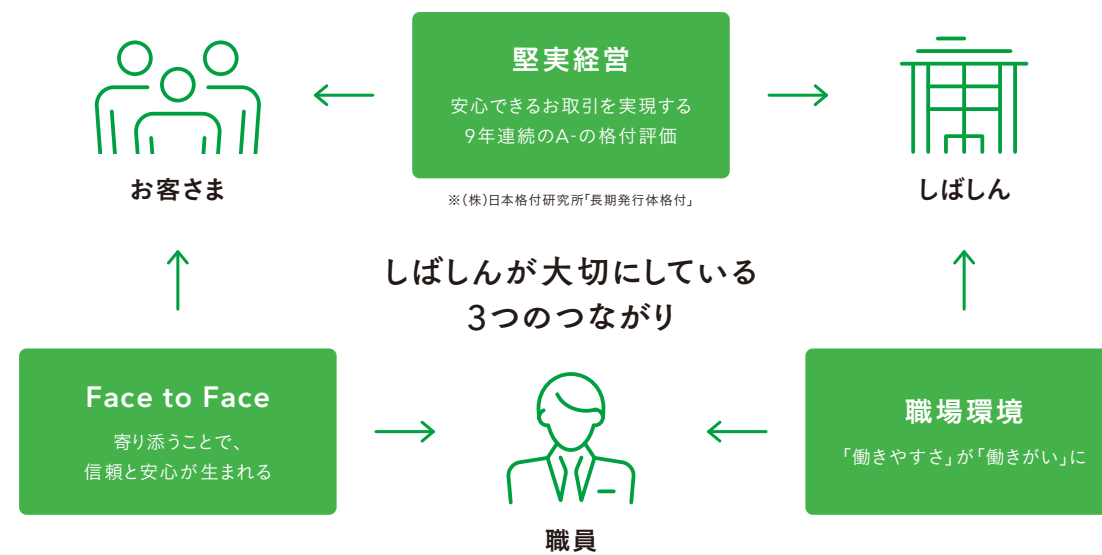 堅実経営
安心できるお取引を実現する
9年連続のA-の格付評価
お客さま
しばしん
※(株)日本格付研究所「長期発行体格付」
しばしんが大切にしている
3つのつながり
Face to Face
寄り添うことで、
信頼と安心が生まれる
職場環境
「働きやすさ」が「働きがい」に
職員